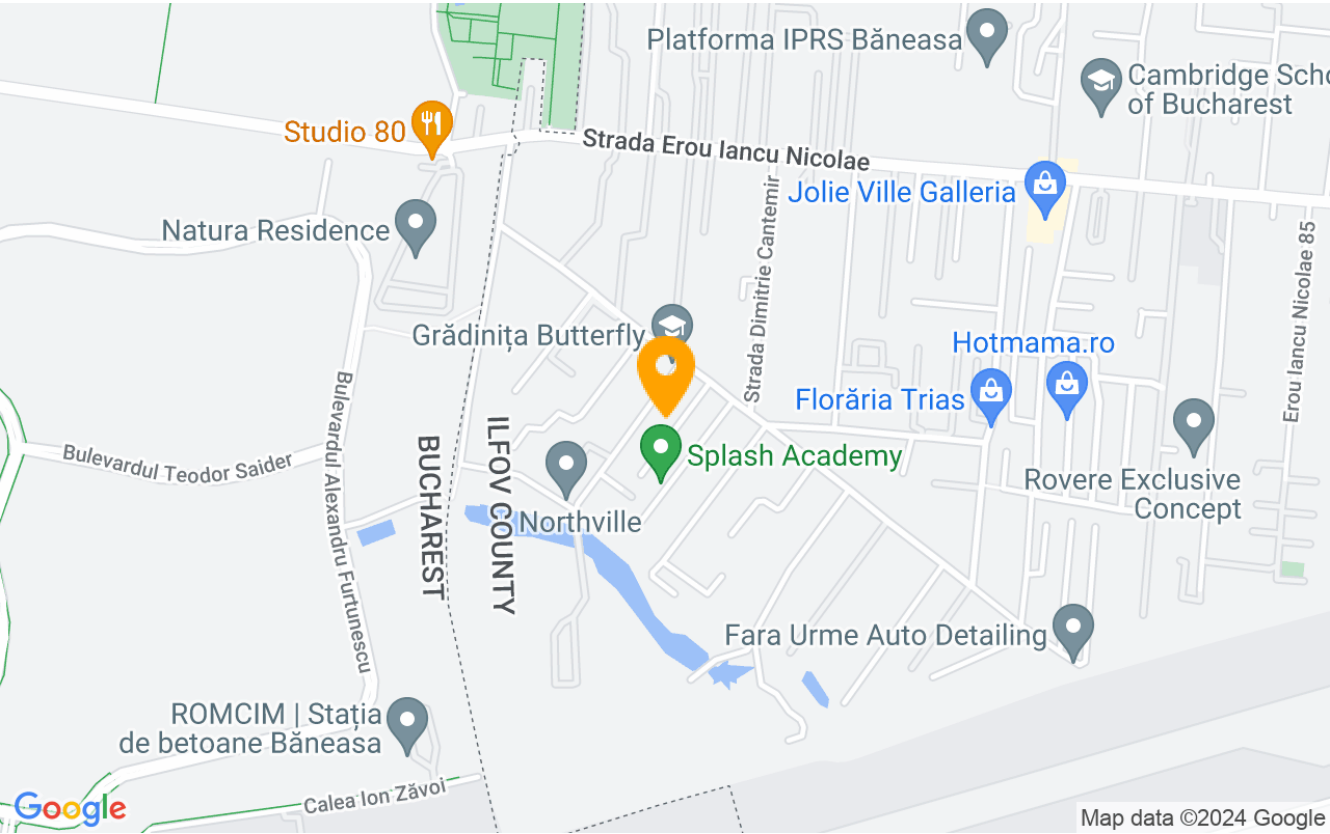 Platforma IPRS Băneasa
Cambridge Scho
of Bucharest
Studio 80
Strada Erou Iancu Nicolae
Jolie Ville Galleria
Natura Residence
Strada Dimitrie Cantemir
Erou Iancu Nicolae 85
Grădinița Butterfly
Hotmama.ro
Florăria Trias
Bulevardul Teodor Saider
Bulevardul Alexandru Furtunescu
BUCHAREST
ILFOV COUNTY
Splash Academy
Rovere Exclusive
Concept
Northville
Fara Urme Auto Detailing
ROMCIM | Stația
de betoane Băneasa
Calea Ion Zăvoi
Google
Map data ©2024 Google